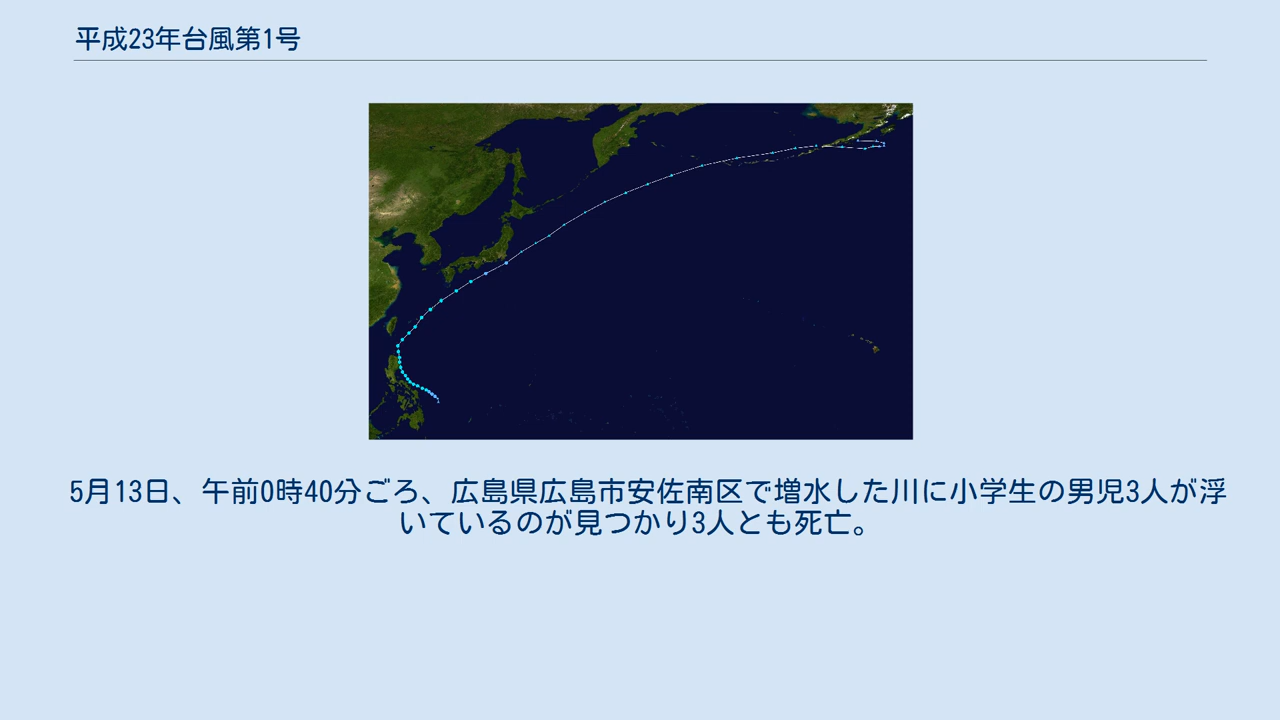 平成23年台風第1号
5月13日、午前0時40分ごろ、広島県広島市安佐南区で増水した川に小学生の男児3人が浮
いているのが見つかり3人とも死亡。